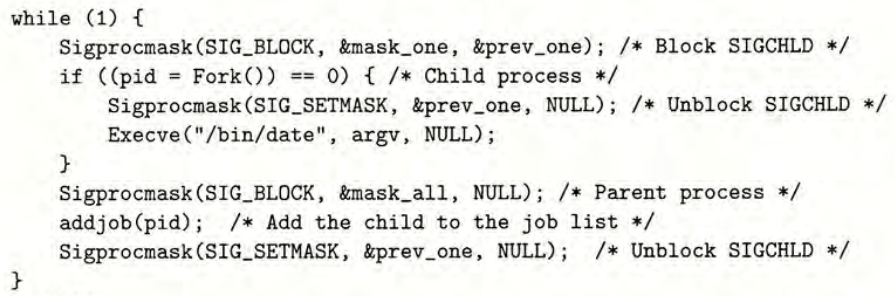 while (1) {
    Sigprocmask(SIG_BLOCK, &mask_one, &prev_one); /* Block SIGCHLD */
    if ((pid = Fork()) == 0) { /* Child process */
        Sigprocmask(SIG_SETMASK, &prev_one, NULL); /* Unblock SIGCHLD */
        Execve("/bin/date", argv, NULL);
    }
    Sigprocmask(SIG_BLOCK, &mask_all, NULL); /* Parent process */
    addjob(pid);  /* Add the child to the job list */
    Sigprocmask(SIG_SETMASK, &prev_one, NULL);  /* Unblock SIGCHLD */
}